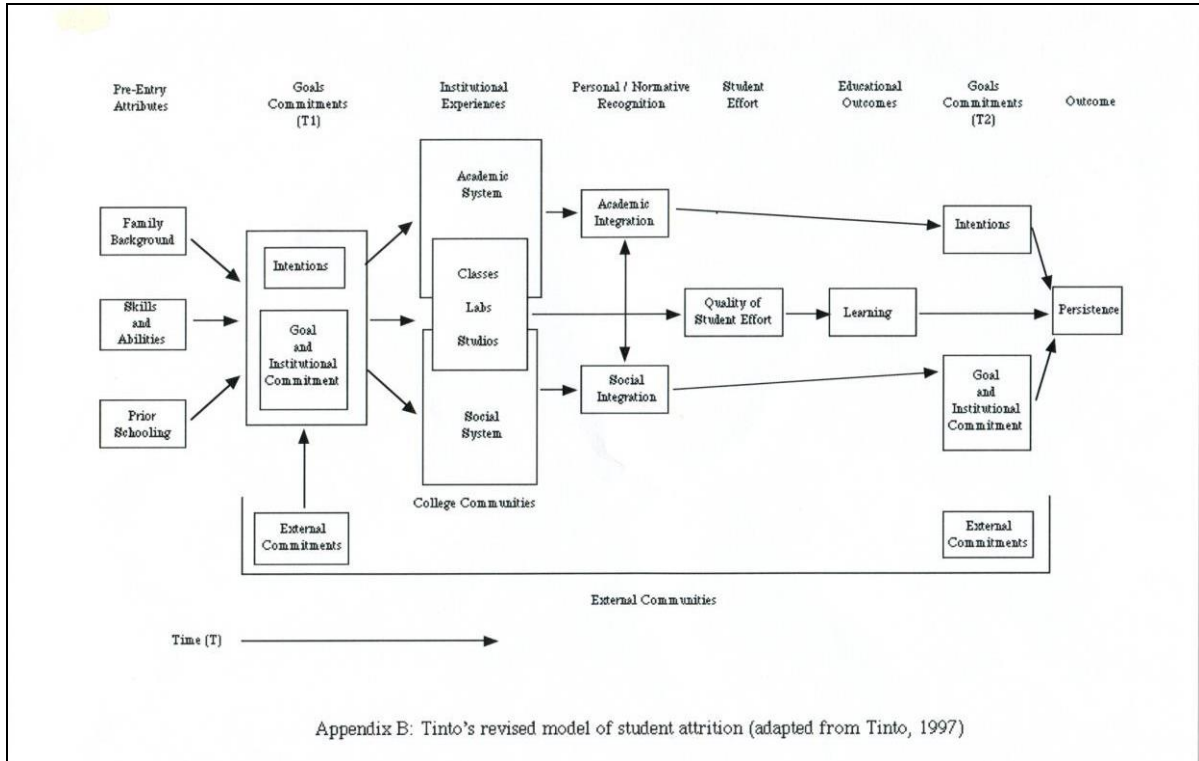 Pre-Entry
Attributes
Goals
Commitments
(T1)
Institutional
Experiences
Personal / Normative
Recognition
Student
Effort
Educational
Outcomes
Goals
Commitments
(T2)
Outcome
Family
Background
Skills
and
Abilities
Prior
Schooling
Intentions
Goal
and
Institutional
Commitment
Academic
System
Classes
Labs
Studios
Social
System
College Communities
Academic
Integration
Social
Integration
Quality of
Student Effort
Learning
Intentions
Goal
and
Institutional
Commitment
Persistence
External
Commitments
External
Commitments
External Communities
Time (T)
Appendix B: Tinto's revised model of student attrition (adapted from Tinto, 1997)